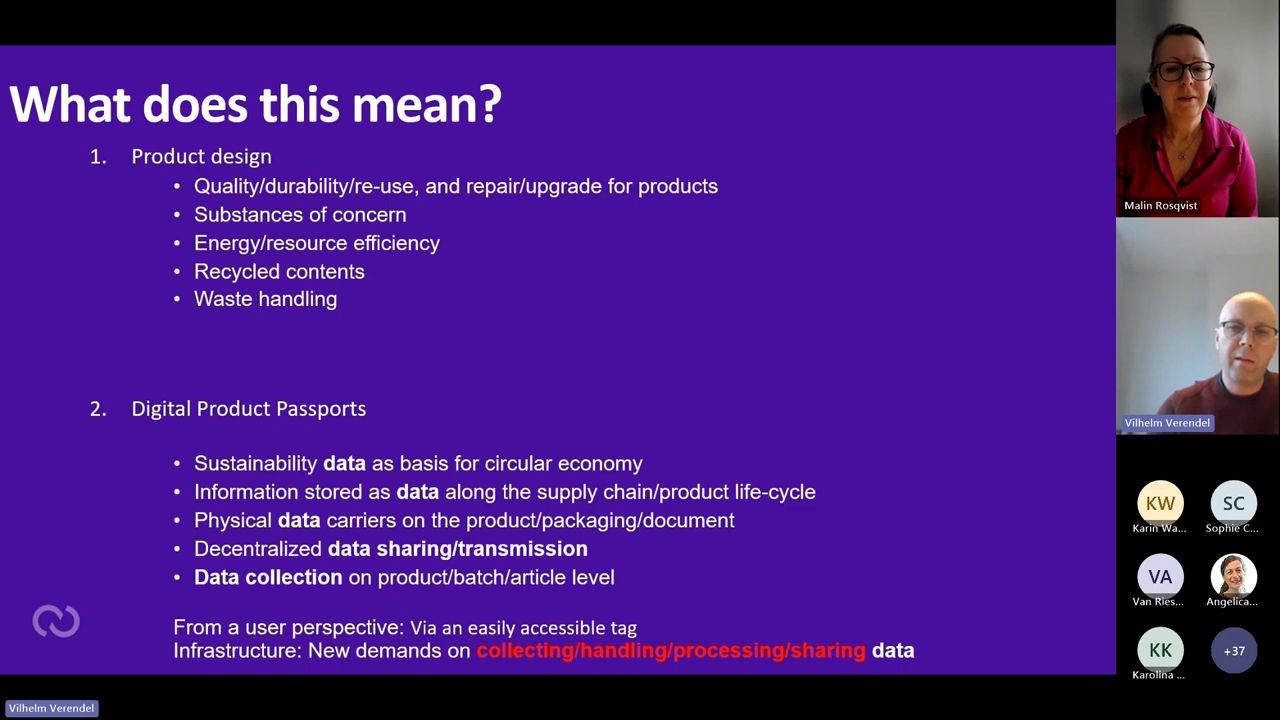 What does this mean?
1. Product design
• Quality/durability/re-use, and repair/upgrade for products
• Substances of concern
• Energy/resource efficiency
• Recycled contents
• Waste handling
2. Digital Product Passports
• Sustainability data as basis for circular economy
• Information stored as data along the supply chain/product life-cycle
• Physical data carriers on the product/packaging/document
• Decentralized data sharing/transmission
• Data collection on product/batch/article level
From a user perspective: Via an easily accessible tag
Infrastructure: New demands on collecting/handling/processing/sharing data
Malin Rosqvist
Vilhelm Verendel
KW
Karin Wa...
SC
Sophie C...
VA
Van Ries...
Angelica...
KK
Karolina ...
+37
Vilhelm Verendel